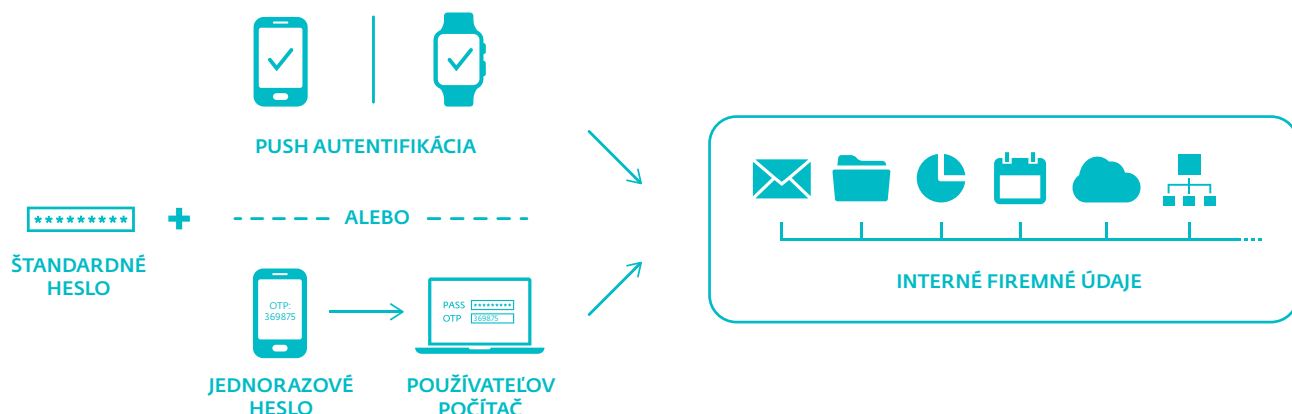 PUSH AUTENTIFIKÁCIA
*********
+
ALEBO
ŠTANDARDNÉ
HESLO
OTP:
369875
PASS *********
OTP 369875
JEDNORAZOVÉ
HESLO
POUŽÍVATEĽOV
POČÍTAČ
INTERNÉ FIREMNÉ ÚDAJE